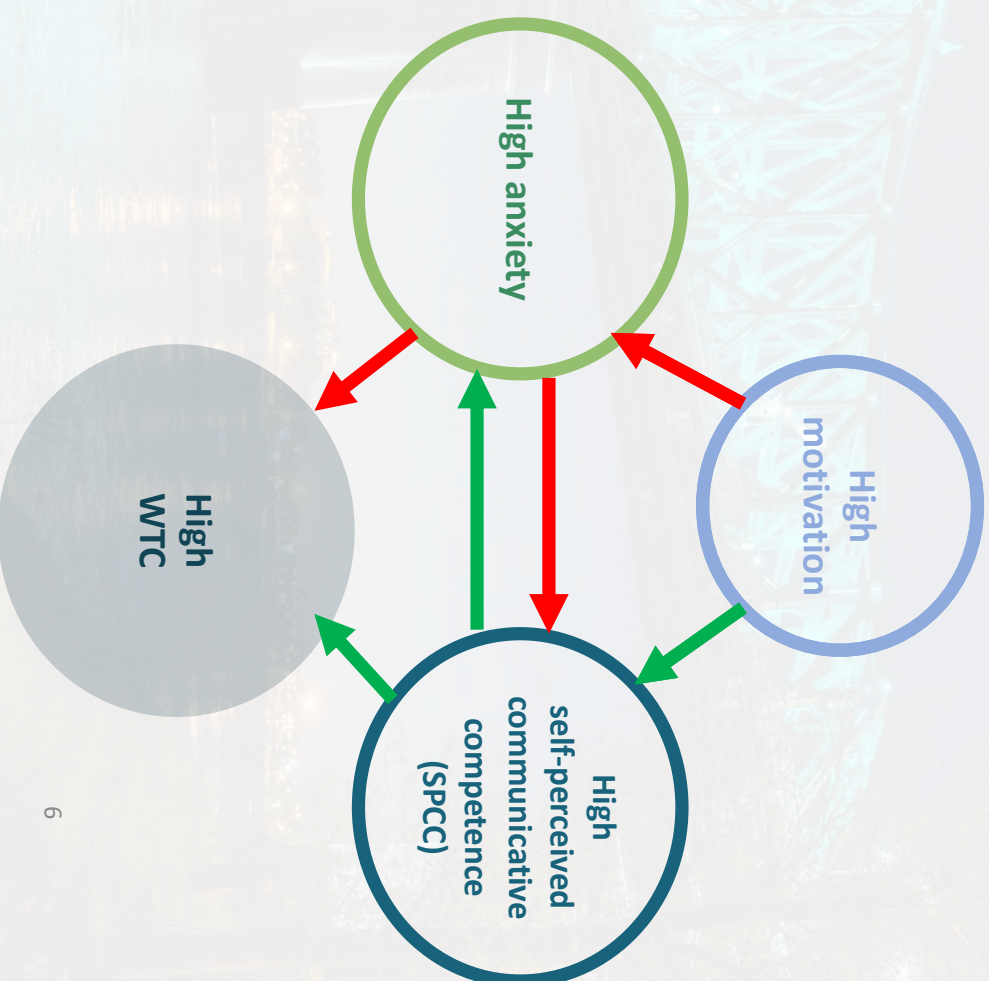 High
motivation
High anxiety
High
self-perceived
communicative
competence
(SPCC)
High
WTC
6